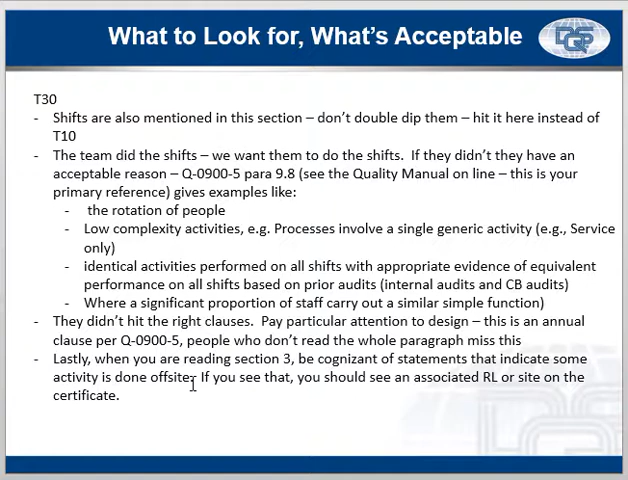 What to Look for, What's Acceptable
DQS
T30
- Shifts are also mentioned in this section – don't double dip them – hit it here instead of
T10
- The team did the shifts – we want them to do the shifts. If they didn't they have an
acceptable reason – Q-0900-5 para 9.8 (see the Quality Manual on line – this is your
primary reference) gives examples like:
- the rotation of people
- Low complexity activities, e.g. Processes involve a single generic activity (e.g., Service
only)
- identical activities performed on all shifts with appropriate evidence of equivalent
performance on all shifts based on prior audits (internal audits and CB audits)
- Where a significant proportion of staff carry out a similar simple function)
- They didn't hit the right clauses. Pay particular attention to design – this is an annual
clause per Q-0900-5, people who don't read the whole paragraph miss this
- Lastly, when you are reading section 3, be cognizant of statements that indicate some
activity is done offsite. If you see that, you should see an associated RL or site on the
certificate.